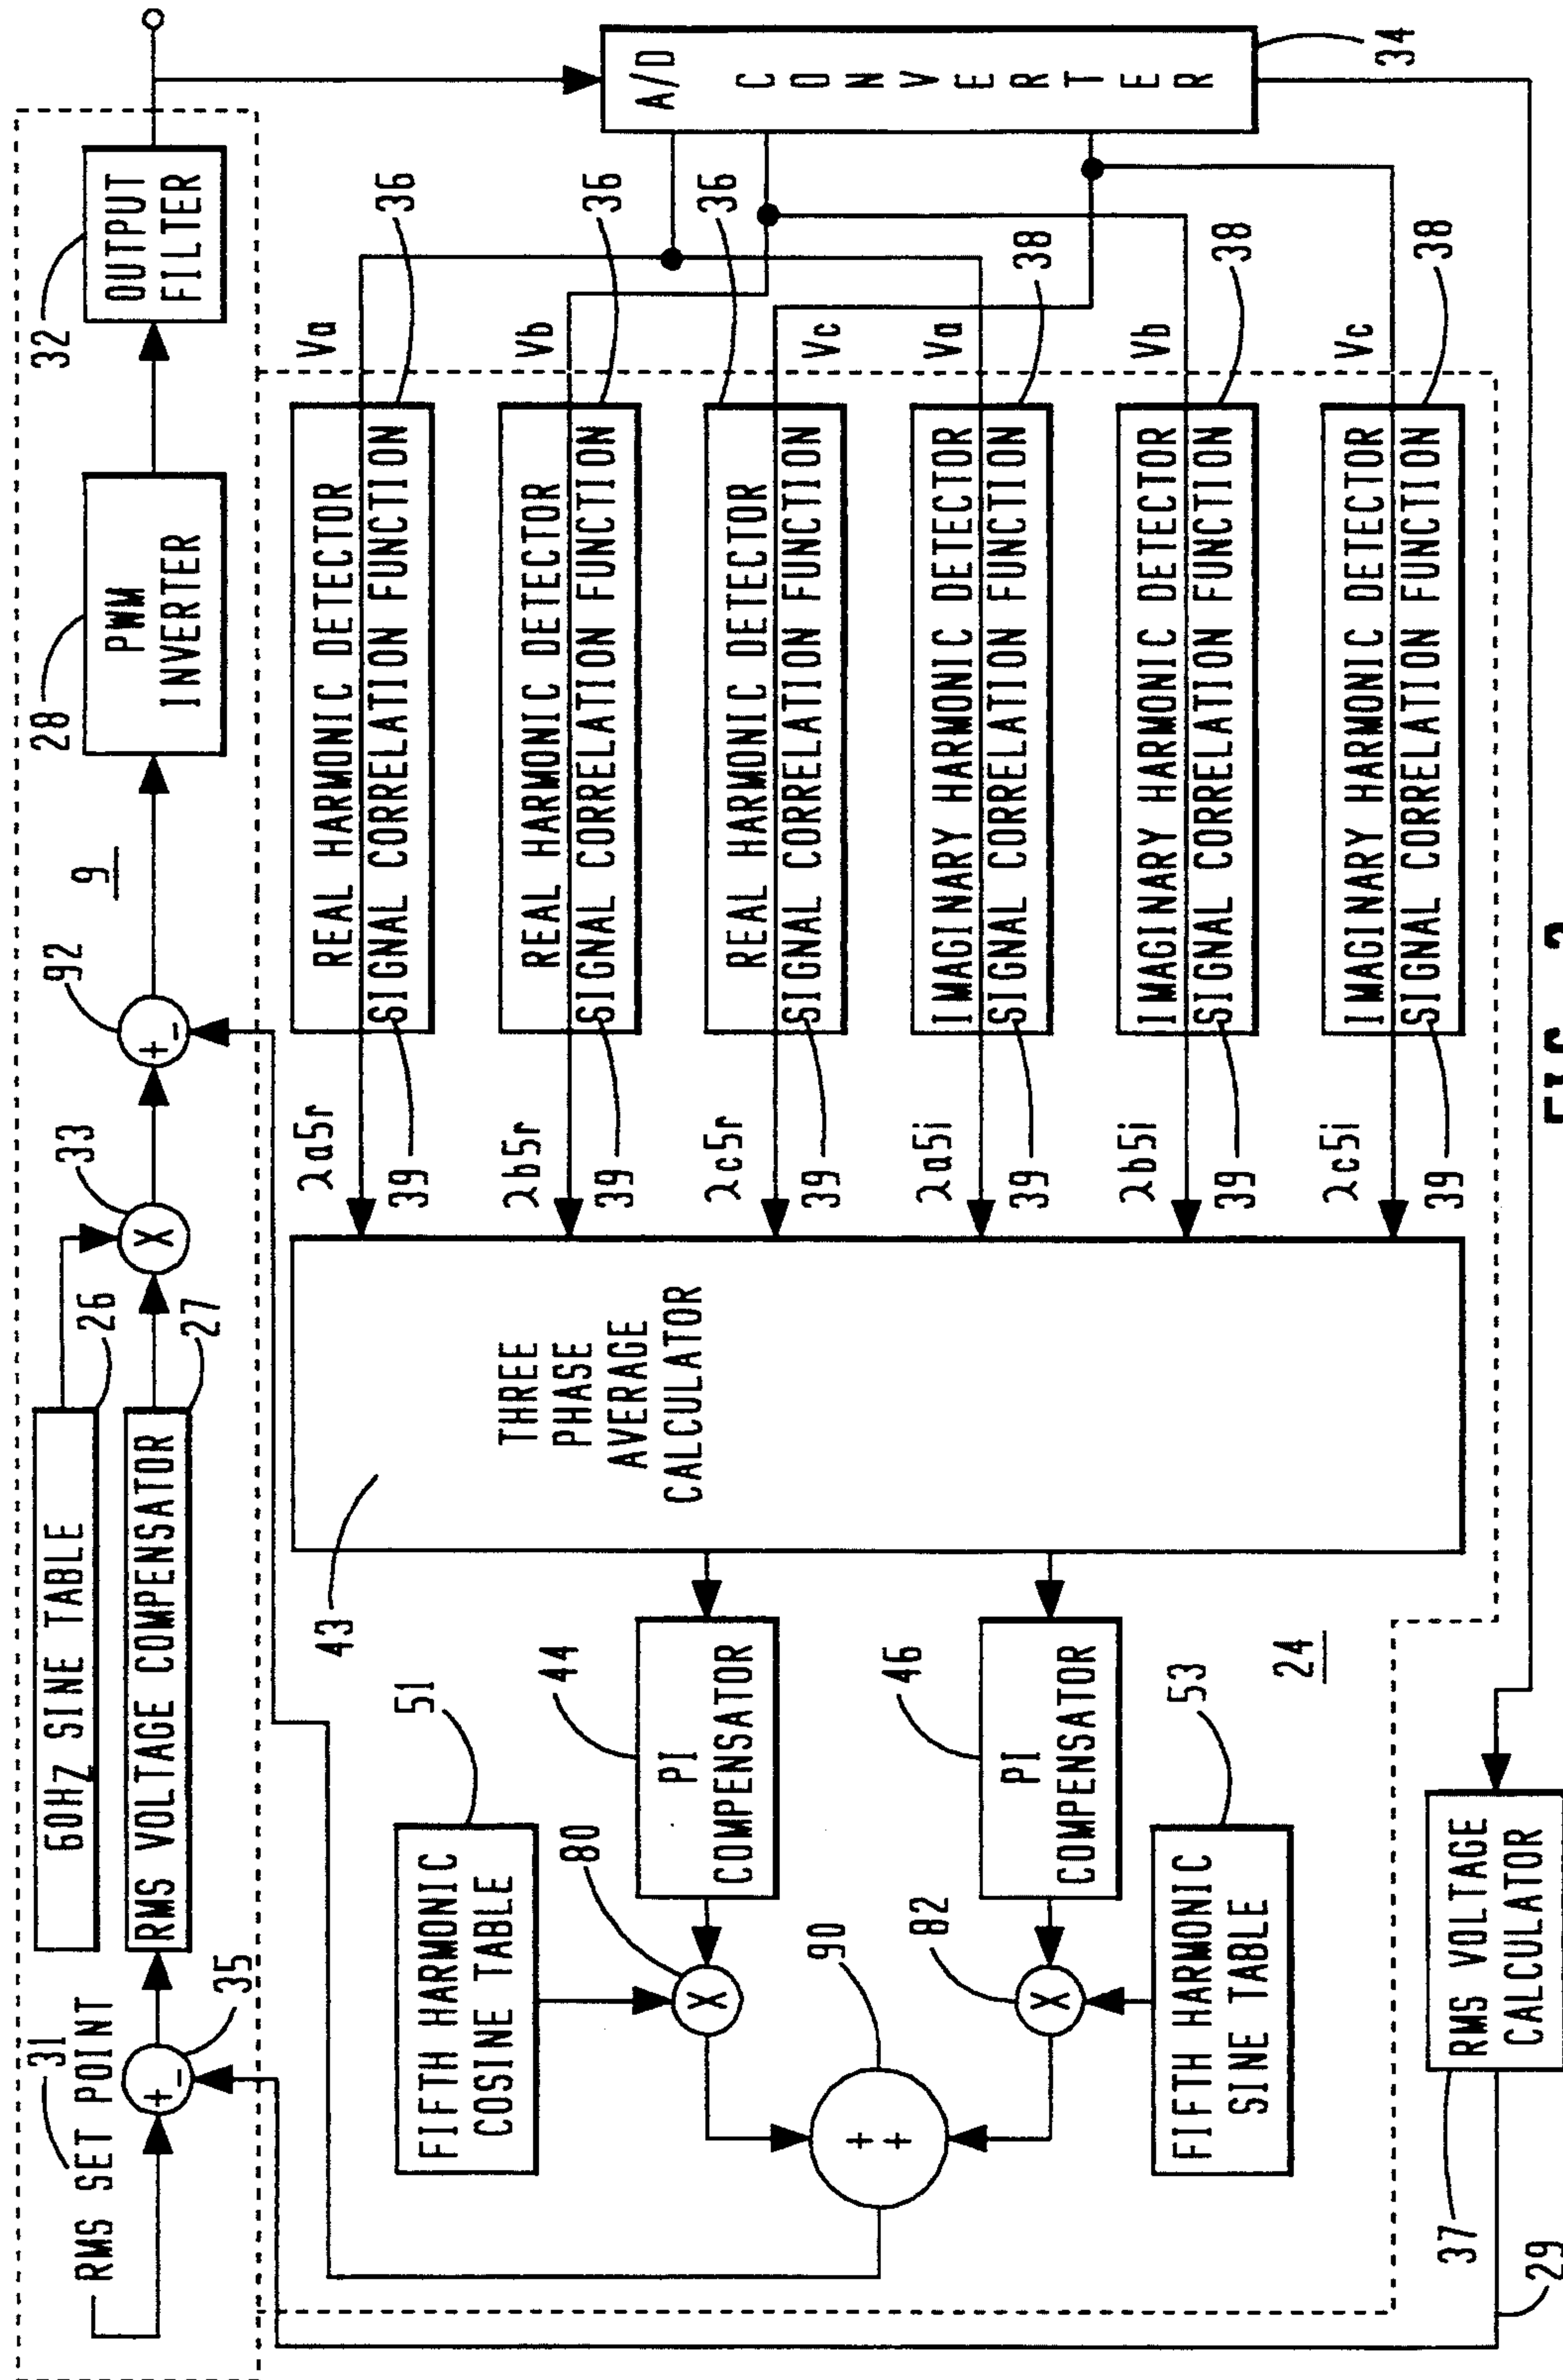 RMS SET POINT
31
35
60Hz SINE TABLE
26
RMS VOLTAGE COMPENSATOR
27
X
33
+
-
92
9
28
PWM
INVERTER
32
OUTPUT
FILTER
+
-
51
FIFTH HARMONIC
COSINE TABLE
80
X
44
PI
COMPENSATOR
90
+
+
82
X
46
PI
COMPENSATOR
53
FIFTH HARMONIC
SINE TABLE
24
43
THREE
PHASE
AVERAGE
CALCULATOR
λa5r
39
REAL HARMONIC DETECTOR
SIGNAL CORRELATION FUNCTION
Va
36
λb5r
39
REAL HARMONIC DETECTOR
SIGNAL CORRELATION FUNCTION
Vb
36
λc5r
39
REAL HARMONIC DETECTOR
SIGNAL CORRELATION FUNCTION
Vc
36
λa5i
39
IMAGINARY HARMONIC DETECTOR
SIGNAL CORRELATION FUNCTION
Va
38
λb5i
39
IMAGINARY HARMONIC DETECTOR
SIGNAL CORRELATION FUNCTION
Vb
38
λc5i
39
IMAGINARY HARMONIC DETECTOR
SIGNAL CORRELATION FUNCTION
Vc
38
A/D
CONVERTER
34
37
RMS VOLTAGE
CALCULATOR
29